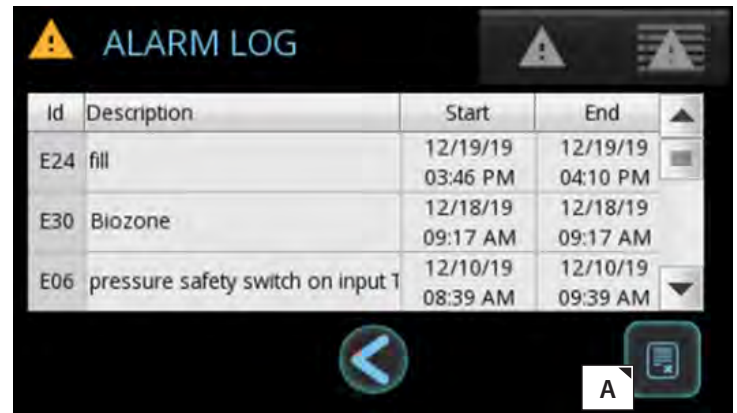 ALARM LOG
Id Description Start End
E24 fill 12/19/19 03:46 PM 12/19/19 04:10 PM
E30 Biozone 12/18/19 09:17 AM 12/18/19 09:17 AM
E06 pressure safety switch on input 12/10/19 08:39 AM 12/10/19 09:39 AM
A